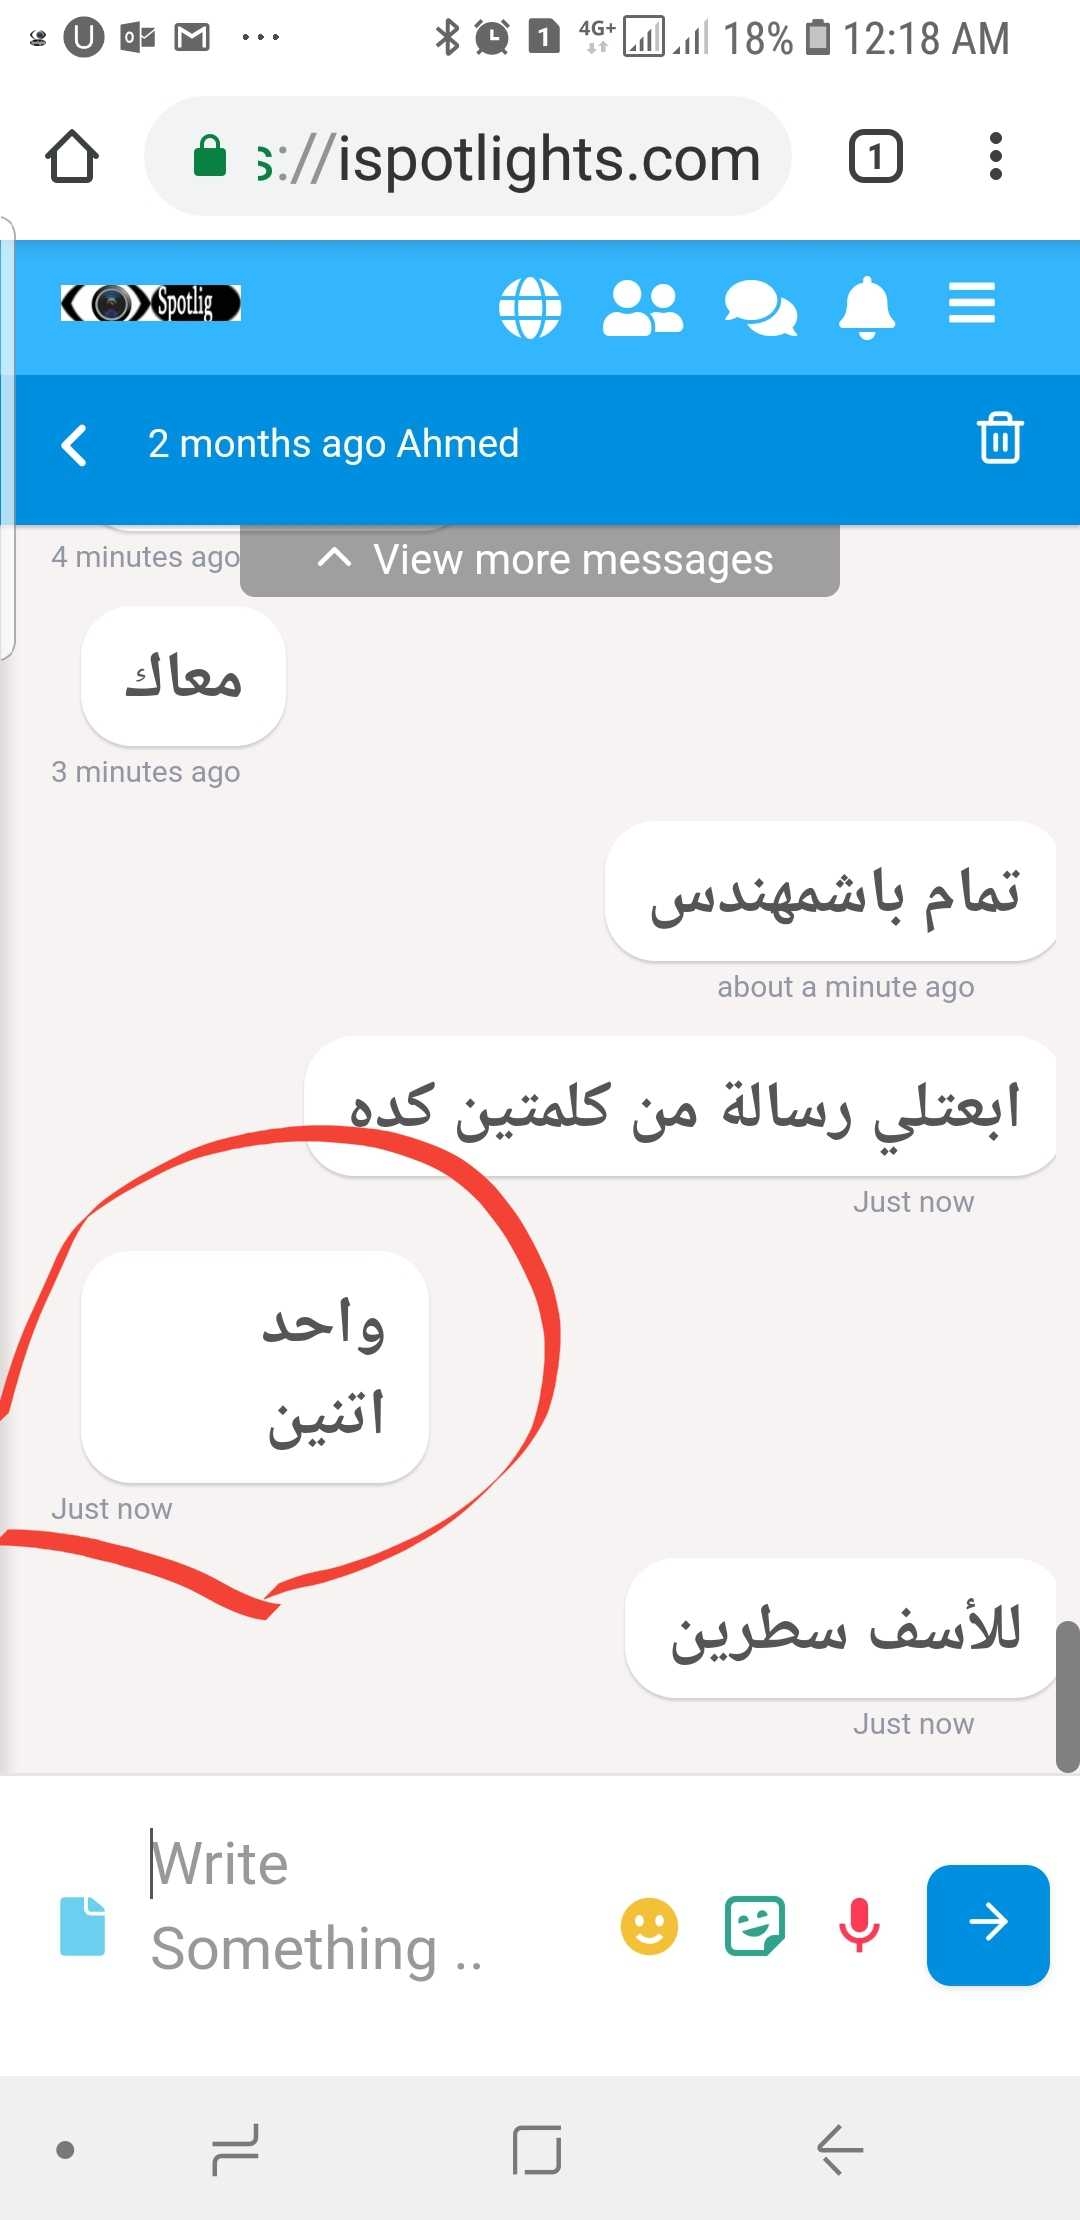 18% 12:18 AM
4G+
1
s://ispotlights.com
1
Spotlig
2 months ago Ahmed
4 minutes ago
View more messages
معاك
3 minutes ago
تمام باشمهندس
about a minute ago
ابعتلي رسالة من كلمتين كده
Just now
واحد
اتنين
Just now
للأسف سطرين
Just now
Write
Something ..